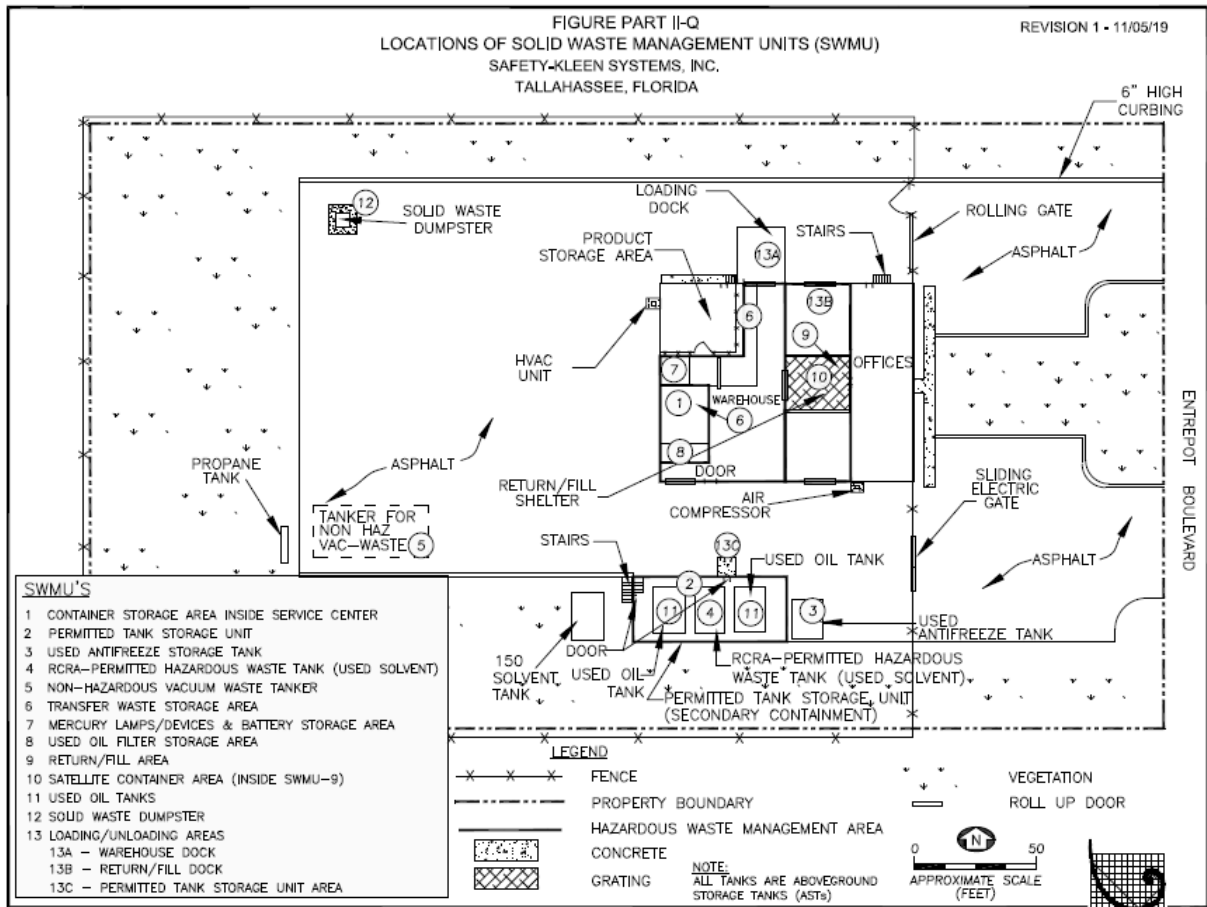 FIGURE PART II-Q
LOCATIONS OF SOLID WASTE MANAGEMENT UNITS (SWMU)
SAFETY-KLEEN SYSTEMS, INC.
TALLAHASSEE, FLORIDA
REVISION 1 - 11/05/19
6" HIGH
CURBING
12
SOLID WASTE
DUMPSTER
LOADING
DOCK
PRODUCT
STORAGE AREA
13A
STAIRS
ROLLING GATE
ASPHALT
HVAC
UNIT
6
13B
9
OFFICES
7
10
1
WAREHOUSE
6
8
DOOR
RETURN/FILL
SHELTER
AIR
COMPRESSOR
PROPANE
TANK
ASPHALT
TANKER FOR
NON HAZ
VAC-WASTE
5
SLIDING
ELECTRIC
GATE
ENTREPOT BOULEVARD
ASPHALT
STAIRS
13C
USED OIL TANK
2
11
4
11
3
USED
ANTIFREEZE TANK
150
SOLVENT
TANK
DOOR
USED OIL
TANK
RCRA-PERMITTED HAZARDOUS
WASTE TANK (USED SOLVENT)
PERMITTED TANK STORAGE UNIT
(SECONDARY CONTAINMENT)
SWMU'S
1 CONTAINER STORAGE AREA INSIDE SERVICE CENTER
2 PERMITTED TANK STORAGE UNIT
3 USED ANTIFREEZE STORAGE TANK
4 RCRA-PERMITTED HAZARDOUS WASTE TANK (USED SOLVENT)
5 NON-HAZARDOUS VACUUM WASTE TANKER
6 TRANSFER WASTE STORAGE AREA
7 MERCURY LAMPS/DEVICES & BATTERY STORAGE AREA
8 USED OIL FILTER STORAGE AREA
9 RETURN/FILL AREA
10 SATELLITE CONTAINER AREA (INSIDE SWMU-9)
11 USED OIL TANKS
12 SOLID WASTE DUMPSTER
13 LOADING/UNLOADING AREAS
13A - WAREHOUSE DOCK
13B - RETURN/FILL DOCK
13C - PERMITTED TANK STORAGE UNIT AREA
LEGEND
FENCE
PROPERTY BOUNDARY
HAZARDOUS WASTE MANAGEMENT AREA
CONCRETE
GRATING
NOTE:
ALL TANKS ARE ABOVEGROUND
STORAGE TANKS (ASTs)
VEGETATION
ROLL UP DOOR
N
0 50
APPROXIMATE SCALE
(FEET)